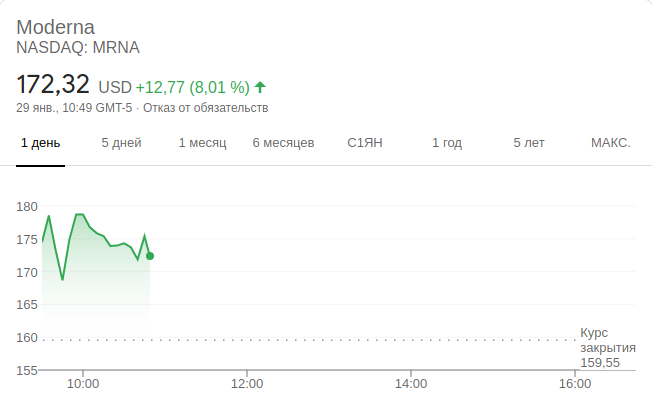 Moderna
NASDAQ: MRNA
172,32 USD +12,77 (8,01 %)
29 янв., 10:49 GMT-5 · Отказ от обязательств
1 день 5 дней 1 месяц 6 месяцев С1ЯН 1 год 5 лет МАКС.
180
175
170
165
160
155
Курс
закрытия
159,55
10:00 12:00 14:00 16:00